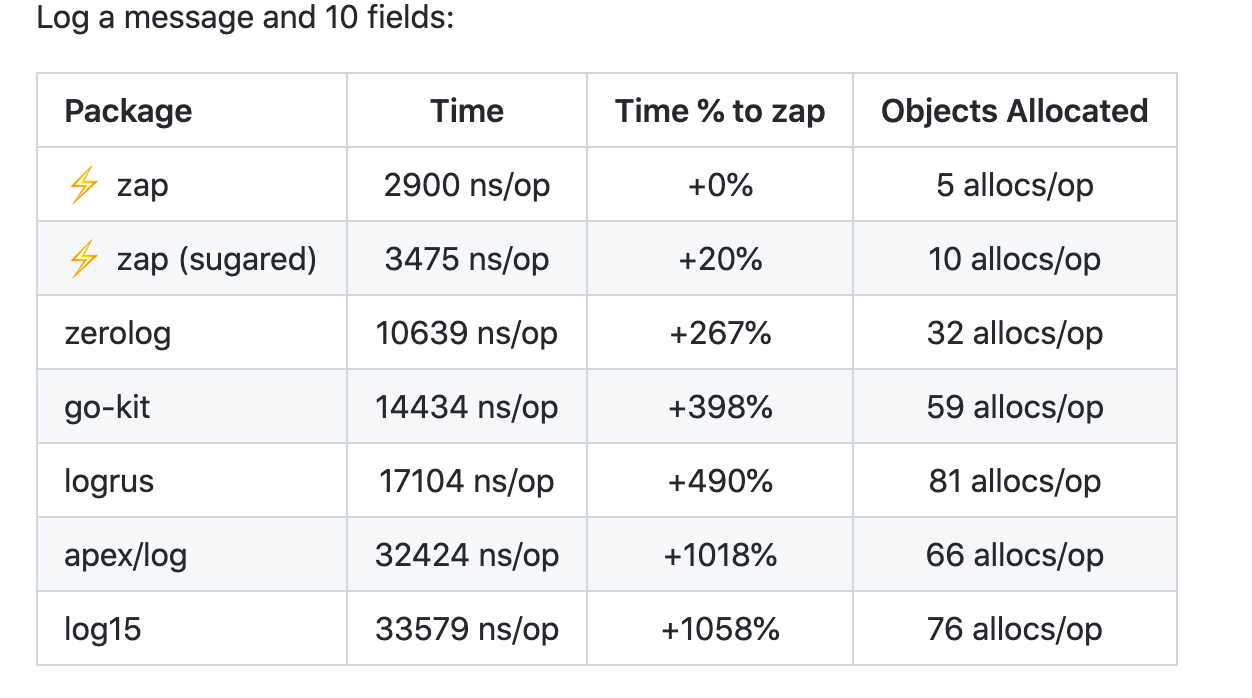 Log a message and 10 fields:
Package Time Time % to zap Objects Allocated
⚡ zap 2900 ns/op +0% 5 allocs/op
⚡ zap (sugared) 3475 ns/op +20% 10 allocs/op
zerolog 10639 ns/op +267% 32 allocs/op
go-kit 14434 ns/op +398% 59 allocs/op
logrus 17104 ns/op +490% 81 allocs/op
apex/log 32424 ns/op +1018% 66 allocs/op
log15 33579 ns/op +1058% 76 allocs/op